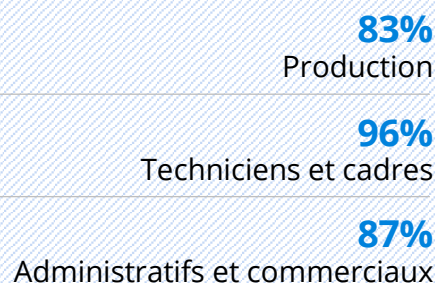 83%
Production
96%
Techniciens et cadres
87%
Administratifs et commerciaux